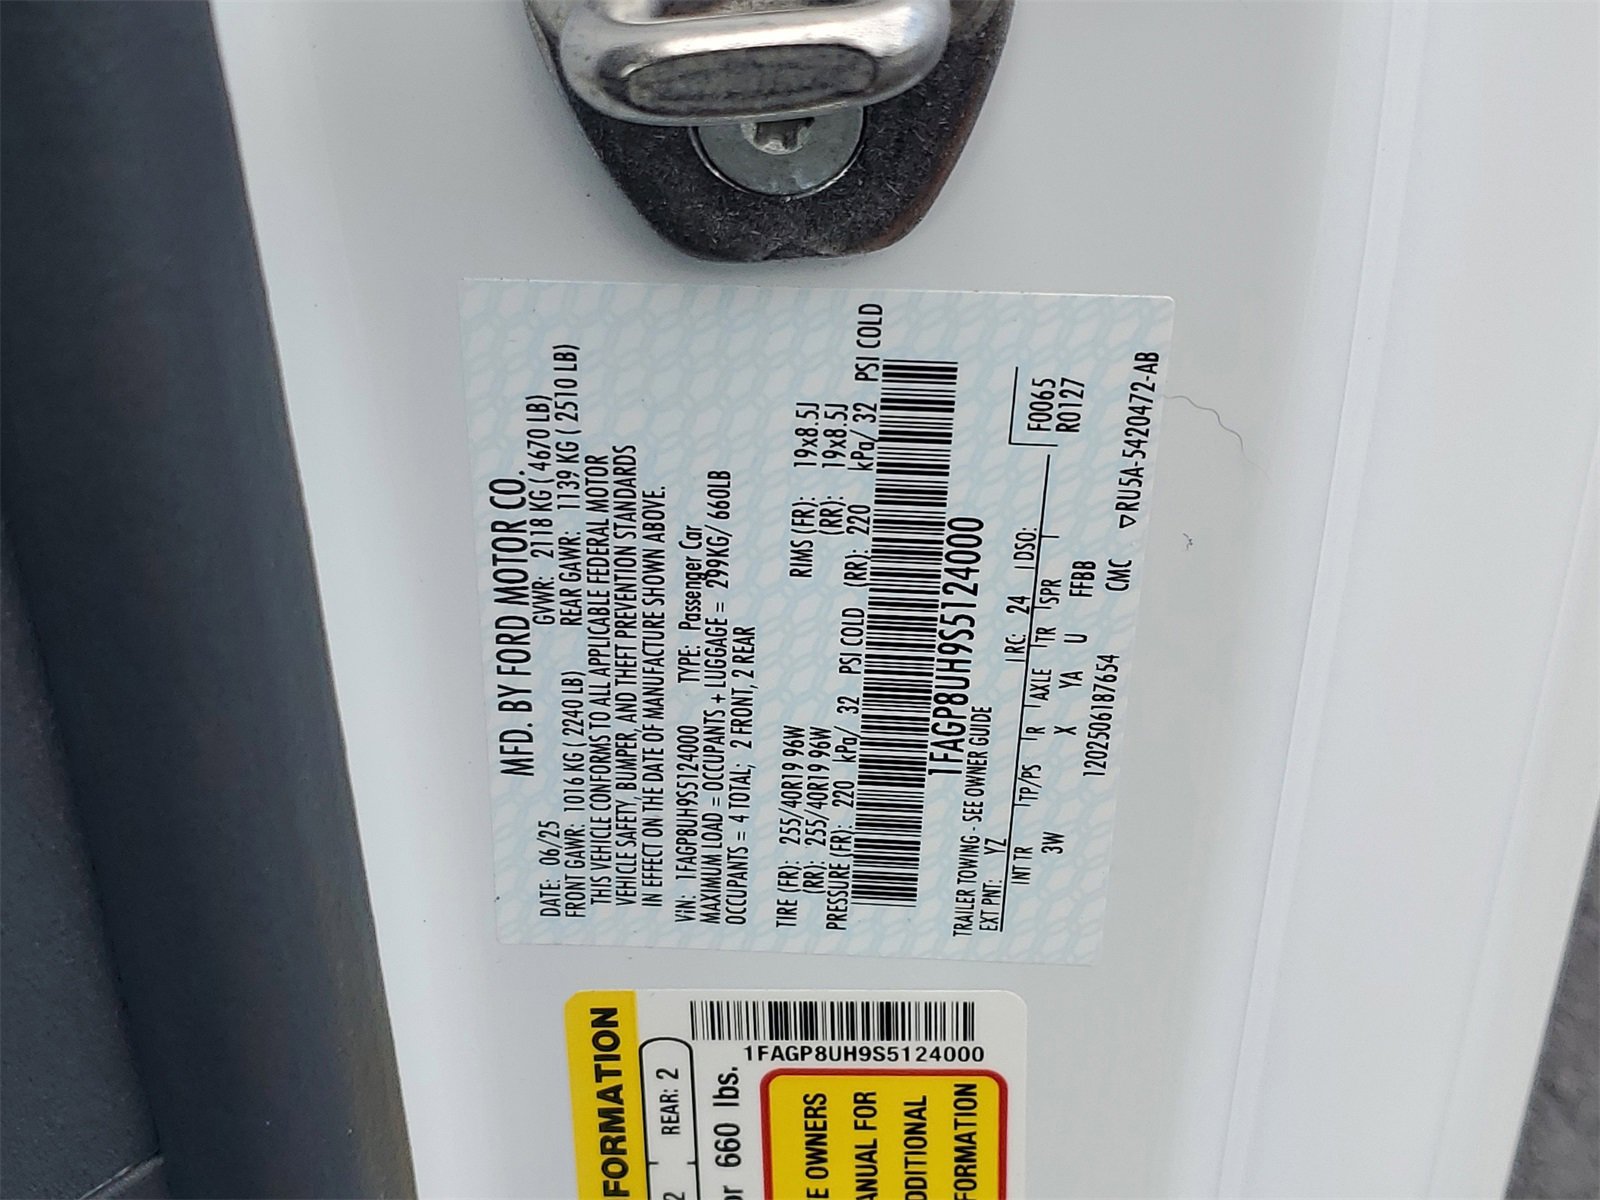 MFD. BY FORD MOTOR CO.
DATE: 06/25 GVWR: 2118 KG ( 4670 LB)
FRONT GAWR: 1016 KG ( 2240 LB) REAR GAWR: 1139 KG ( 2510 LB)
THIS VEHICLE CONFORMS TO ALL APPLICABLE FEDERAL MOTOR
VEHICLE SAFETY, BUMPER, AND THEFT PREVENTION STANDARDS
IN EFFECT ON THE DATE OF MANUFACTURE SHOWN ABOVE.
VIN: 1FAGP8UH9S5124000 TYPE: Passenger Car
MAXIMUM LOAD = OCCUPANTS + LUGGAGE = 299KG/ 660LB
OCCUPANTS = 4 TOTAL; 2 FRONT, 2 REAR
TIRE (FR): 255/40R19 96W RIMS (FR): 19x8.5J
(RR): 255/40R19 96W (RR): 19x8.5J
PRESSURE (FR): 220 kPa/ 32 PSI COLD (RR): 220 kPa/ 32 PSI COLD
1FAGP8UH9S5124000
TRAILER TOWING - SEE OWNER GUIDE
EXT PNT: YZ RC: 24 DSO: F0065
INT TR TP/PS R AXLE TR SPR R0127
3W X YA U FFBB
1202506187654 CMC ▽RU5A-5420472-AB
FORMATION
2 REAR: 2
or 660 lbs.
1FAGP8UH9S5124000
E OWNERS
ANUAL FOR
DDITIONAL
FORMATION